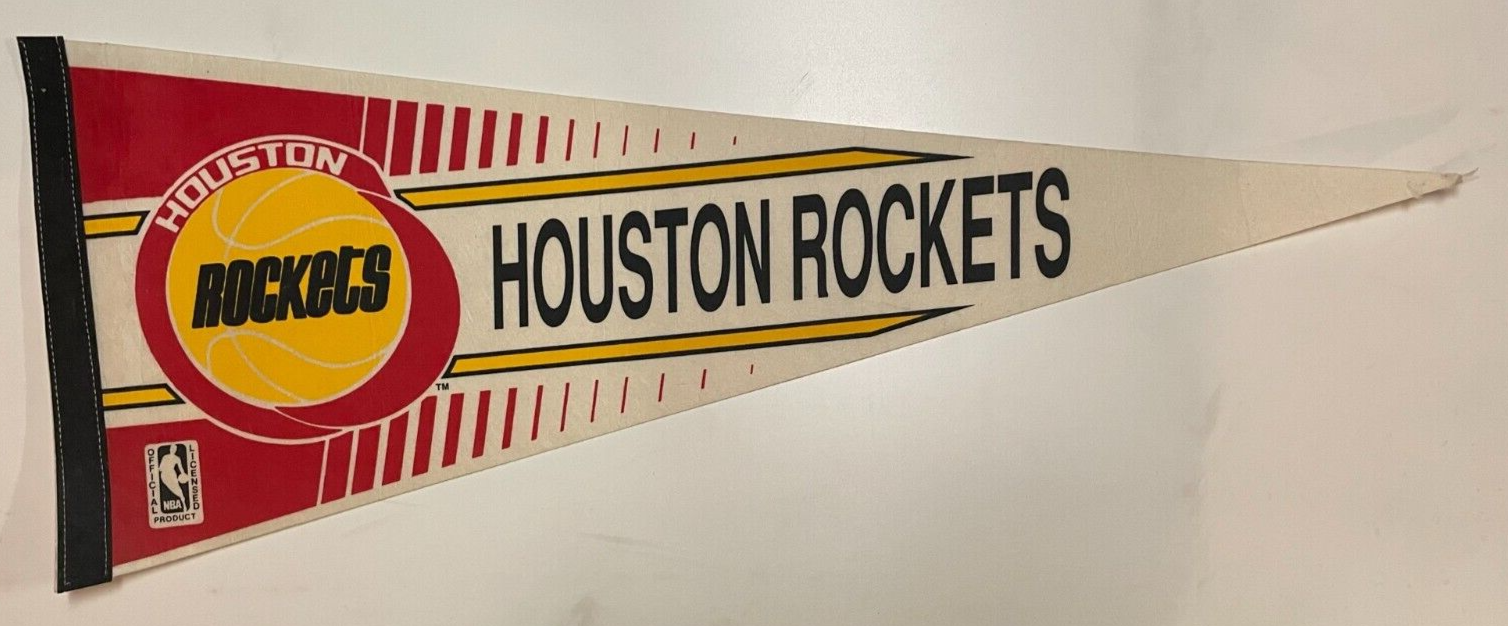 HOUSTON
ROCKETS
TM
HOUSTON ROCKETS
OFFICIAL
LICENSED
NBA
PRODUCT